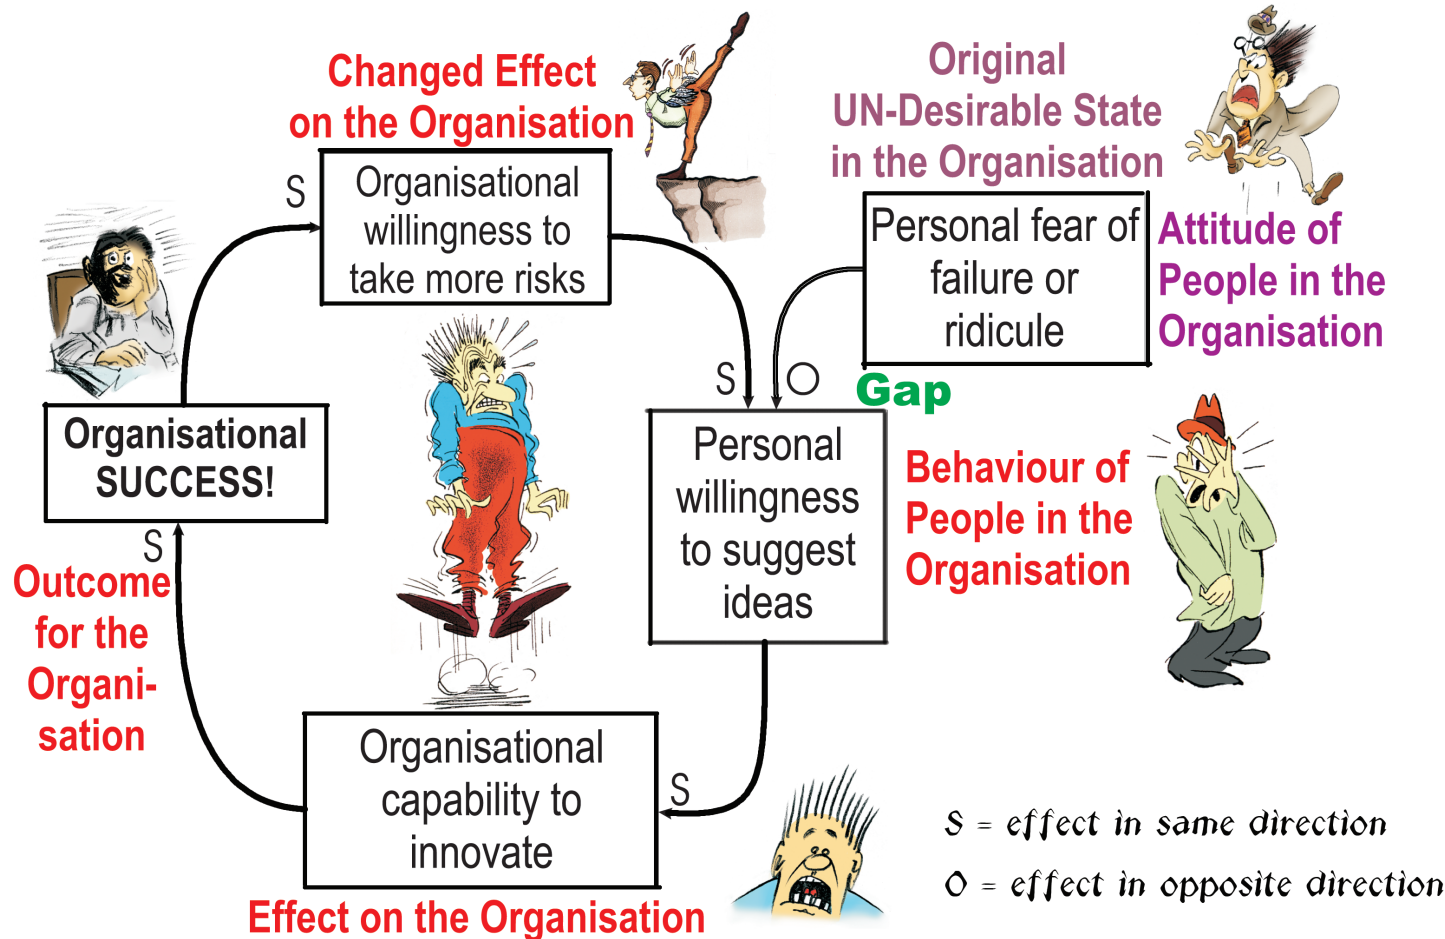 Changed Effect
on the Organisation
Original
UN-Desirable State
in the Organisation
S
Organisational
willingness to
take more risks
Personal fear of
failure or
ridicule
Attitude of
People in the
Organisation
S
O
Gap
Organisational
SUCCESS!
Personal
willingness
to suggest
ideas
Behaviour of
People in the
Organisation
S
Outcome
for the
Organi-
sation
Organisational
capability to
innovate
S
Effect on the Organisation
S = effect in same direction
O = effect in opposite direction